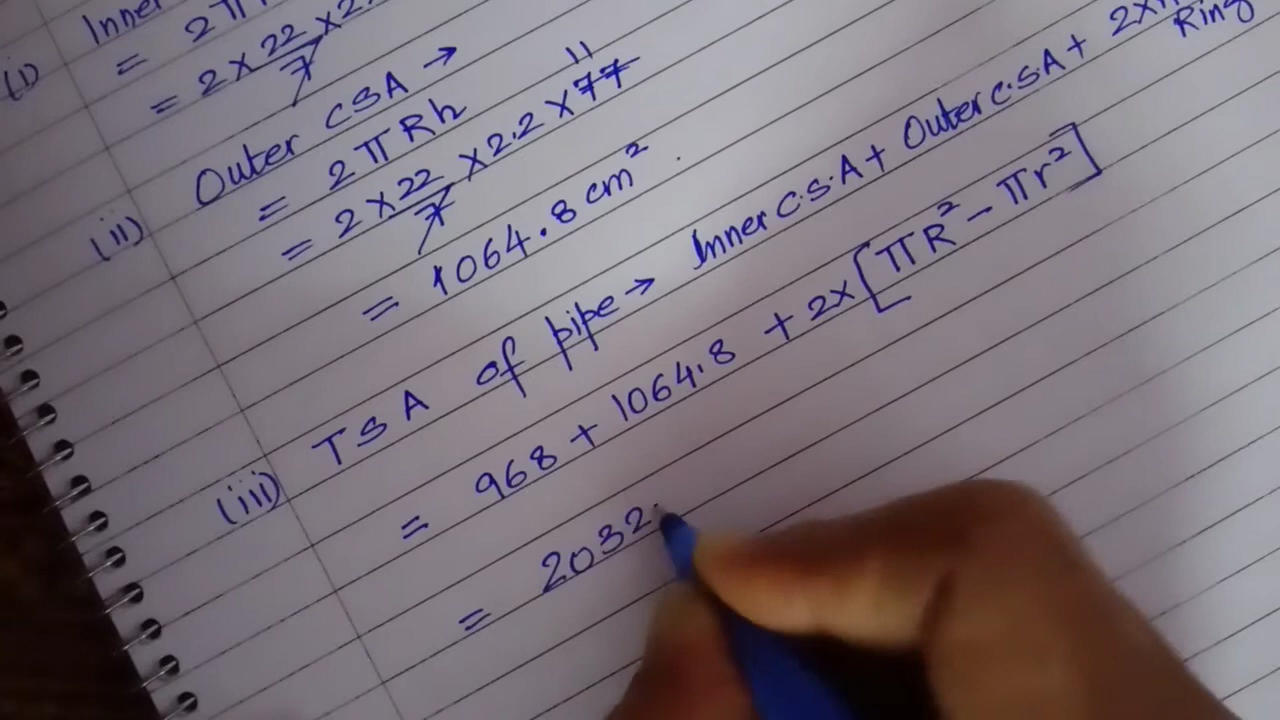 (i) Inner
= 2π
= 2 × 22/7 × 2
(ii) Outer CSA →
= 2πRh
= 2 × 22/7 × 2.2 × 77 11
= 1064.8 cm² .
(iii) TSA of pipe → Inner C.S.A + Outer C.S.A + 2× Ring
= 968 + 1064.8 + 2×[πR² – πr²]
= 2032.